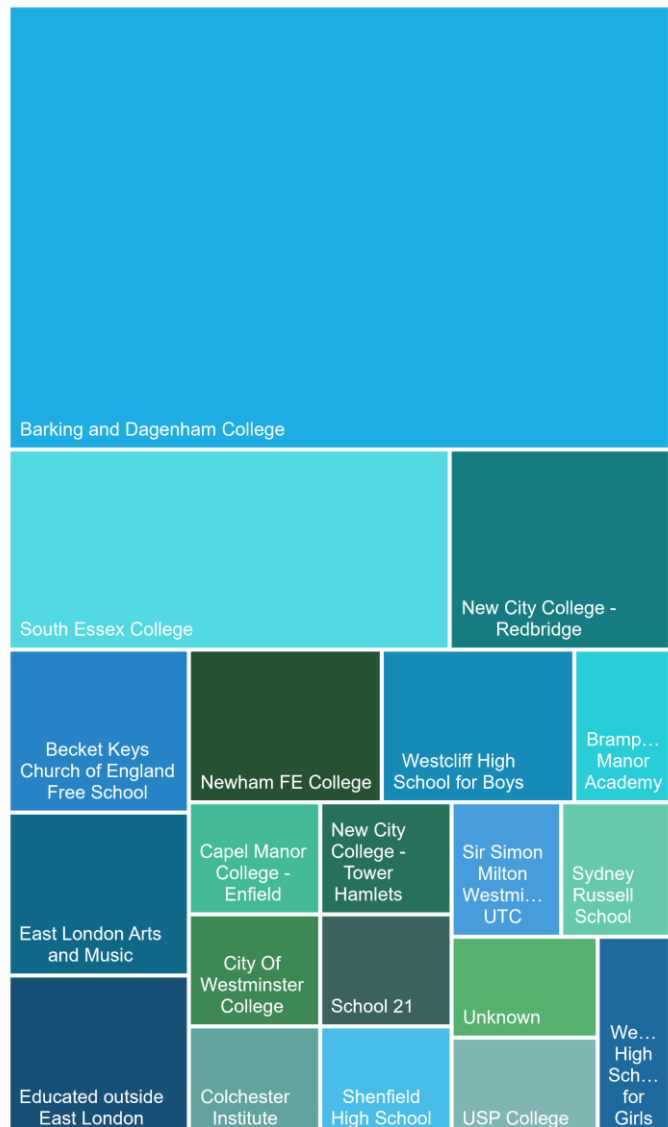 Barking and Dagenham College
South Essex College
New City College -
Redbridge
Becket Keys
Church of England
Free School
Newham FE College
Westcliff High
School for Boys
Bramp...
Manor
Academy
East London Arts
and Music
Capel Manor
College -
Enfield
New City
College -
Tower
Hamlets
Sir Simon
Milton
Westmi...
UTC
Sydney
Russell
School
City Of
Westminster
College
School 21
Unknown
We...
High
Sch...
for
Girls
Educated outside
East London
Colchester
Institute
Shenfield
High School
USP College